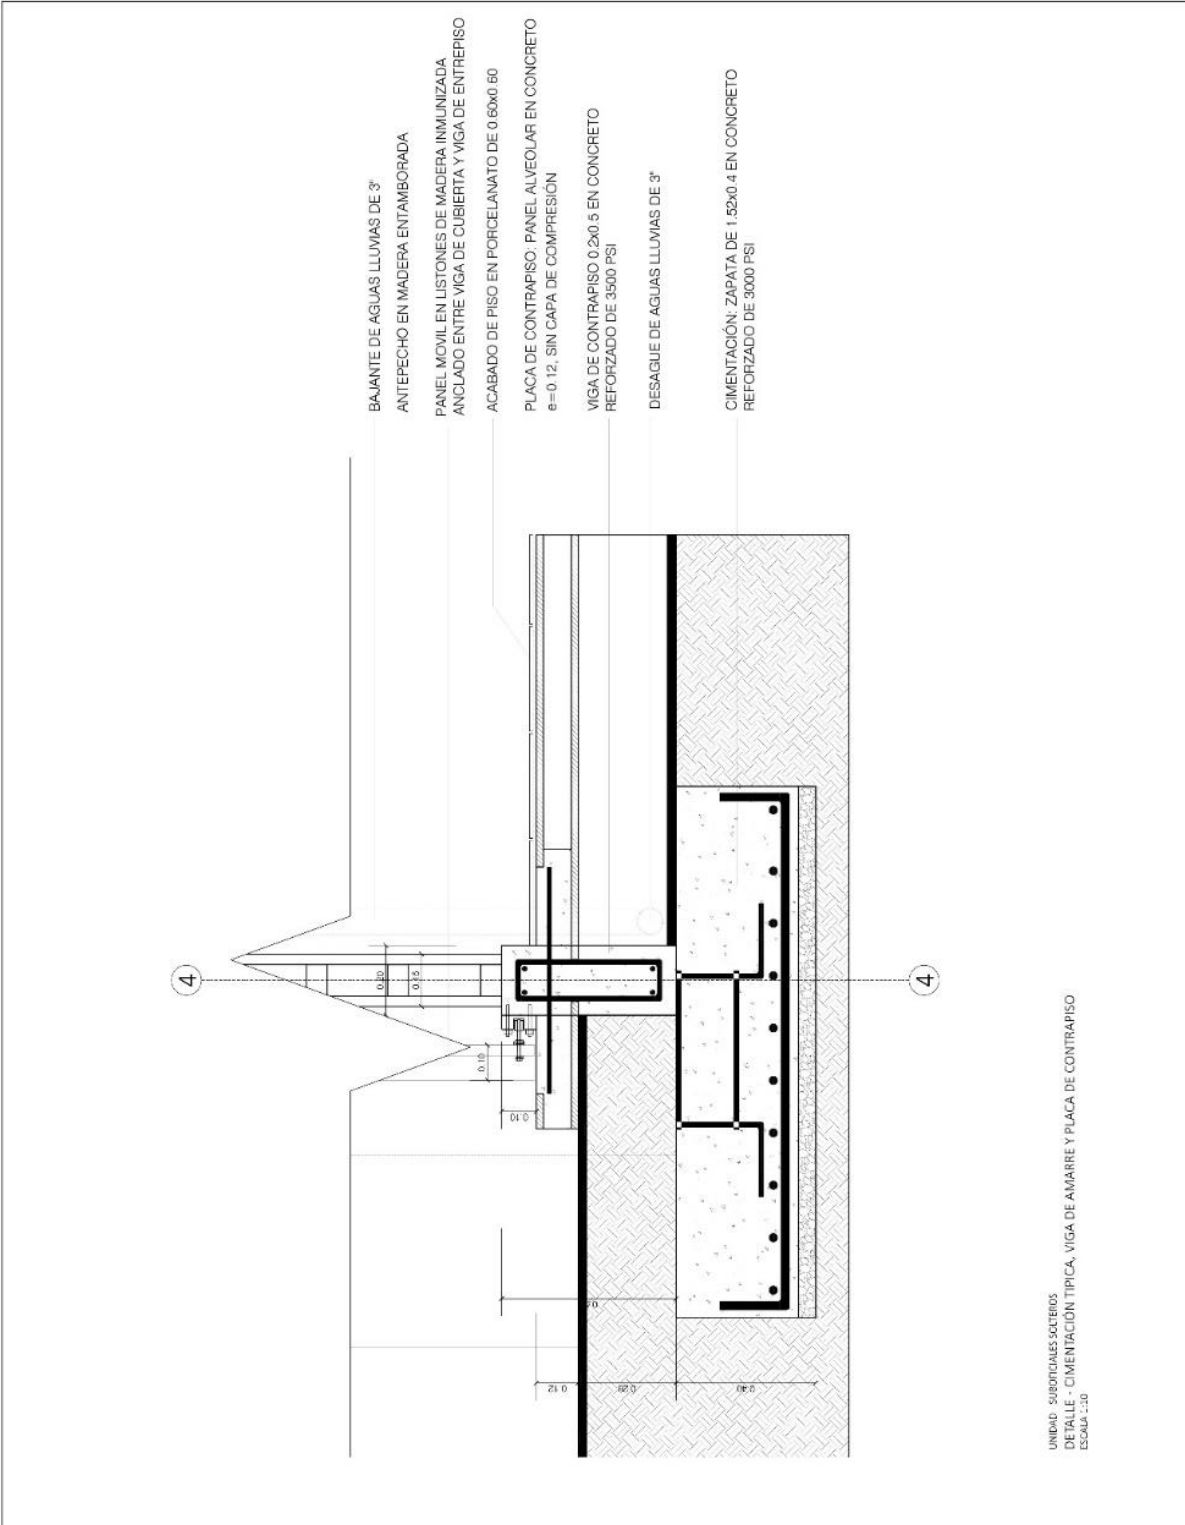 BAJANTE DE AGUAS LLUVIAS DE 3"
ANTEPECHO EN MADERA ENTAMBORADA
PANEL MOVIL EN LISTONES DE MADERA INMUNIZADA
ANCLADO ENTRE VIGA DE CUBIERTA Y VIGA DE ENTREPISO
ACABADO DE PISO EN PORCELANATO DE 0.60x0.60
PLACA DE CONTRAPISO: PANEL ALVEOLAR EN CONCRETO
e=0.12, SIN CAPA DE COMPRESIÓN
VIGA DE CONTRAPISO 0.2x0.5 EN CONCRETO
REFORZADO DE 3500 PSI
DESAGUE DE AGUAS LLUVIAS DE 3"
CIMENTACIÓN: ZAPATA DE 1.52x0.4 EN CONCRETO
REFORZADO DE 3000 PSI
4
0.20
0.15
0.10
0.10
0.12
0.28
0.40
4
UNIDAD SUBOFICIALES SOLTEROS
DETALLE - CIMENTACIÓN TIPICA, VIGA DE AMARRE Y PLACA DE CONTRAPISO
ESCALA 1:10